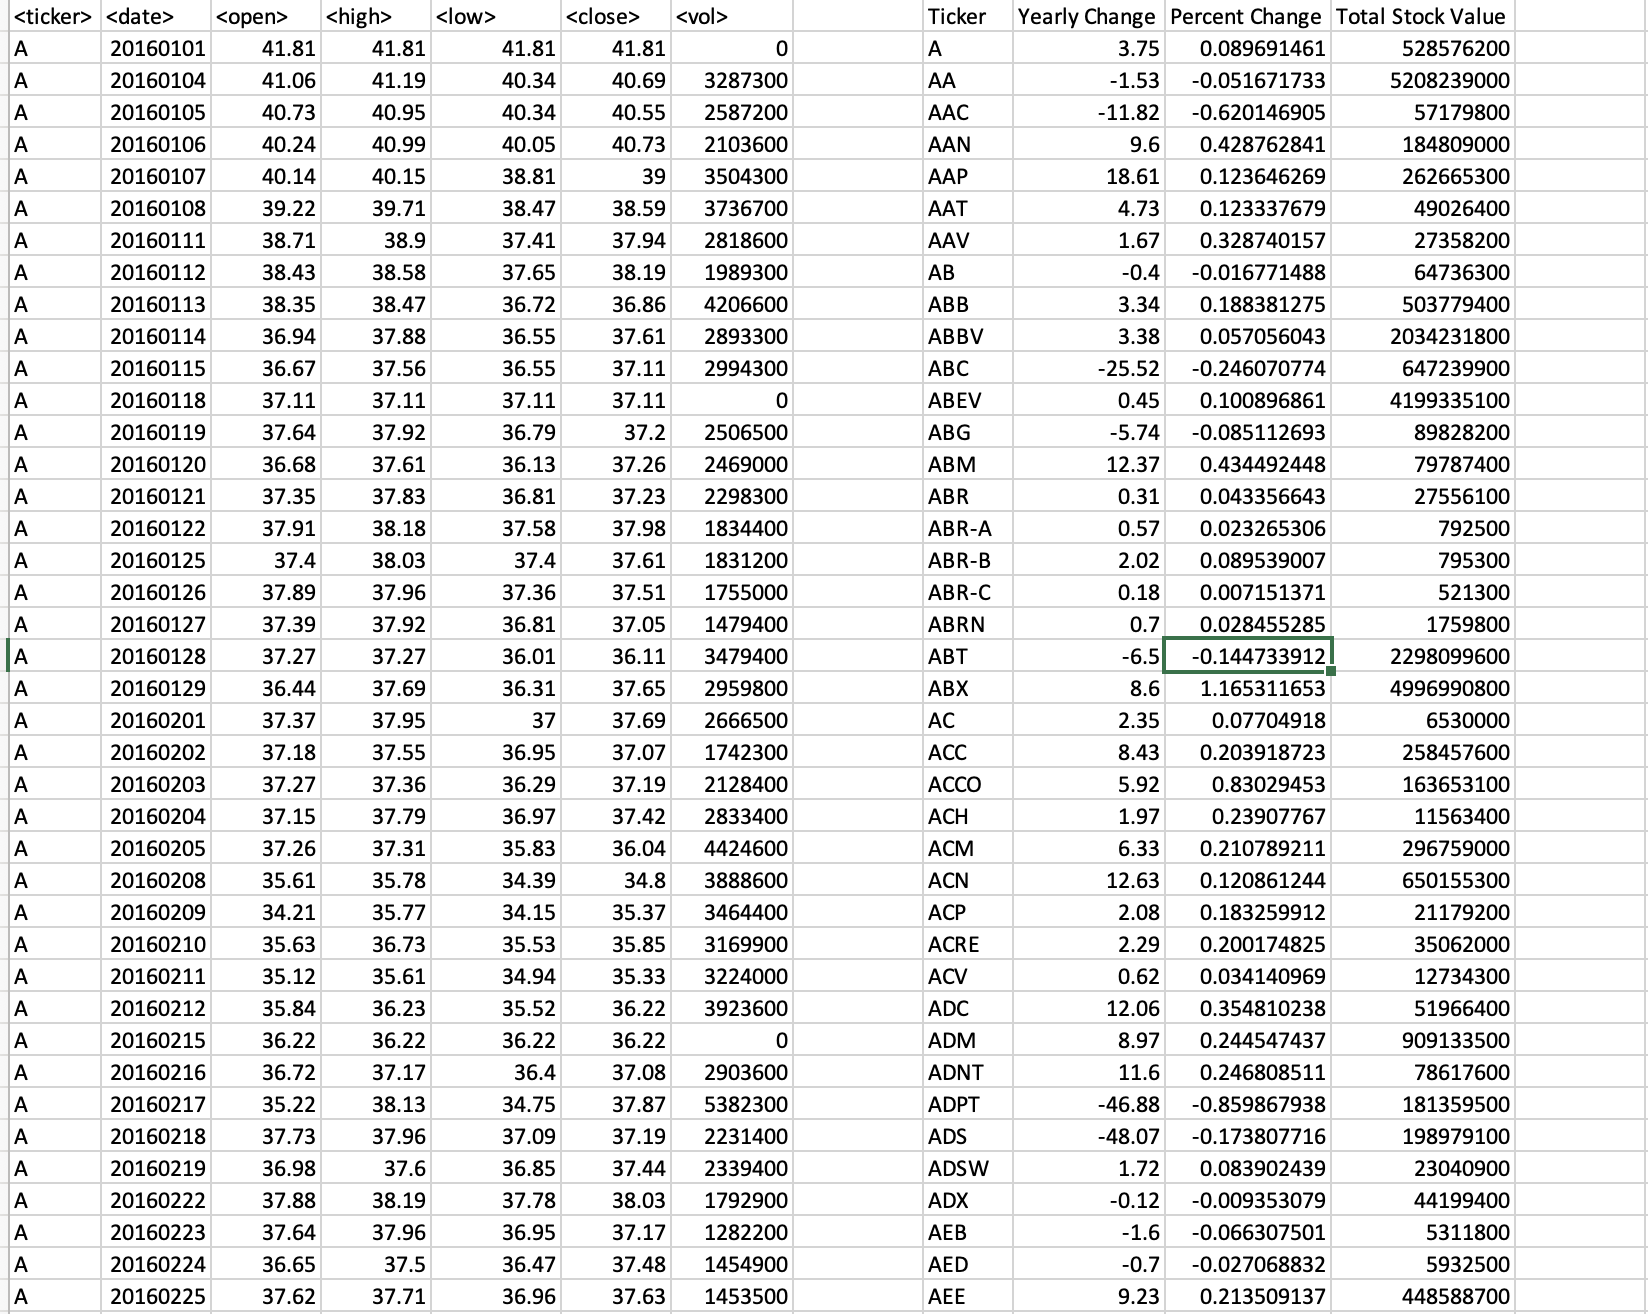 <ticker> <date> <open> <high> <low> <close> <vol> Ticker Yearly Change Percent Change Total Stock Value
A 20160101 41.81 41.81 41.81 41.81 0 A 3.75 0.089691461 528576200
A 20160104 41.06 41.19 40.34 40.69 3287300 AA -1.53 -0.051671733 5208239000
A 20160105 40.73 40.95 40.34 40.55 2587200 AAC -11.82 -0.620146905 57179800
A 20160106 40.24 40.99 40.05 40.73 2103600 AAN 9.6 0.428762841 184809000
A 20160107 40.14 40.15 38.81 39 3504300 AAP 18.61 0.123646269 262665300
A 20160108 39.22 39.71 38.47 38.59 3736700 AAT 4.73 0.123337679 49026400
A 20160111 38.71 38.9 37.41 37.94 2818600 AAV 1.67 0.328740157 27358200
A 20160112 38.43 38.58 37.65 38.19 1989300 AB -0.4 -0.016771488 64736300
A 20160113 38.35 38.47 36.72 36.86 4206600 ABB 3.34 0.188381275 503779400
A 20160114 36.94 37.88 36.55 37.61 2893300 ABBV 3.38 0.057056043 2034231800
A 20160115 36.67 37.56 36.55 37.11 2994300 ABC -25.52 -0.246070774 647239900
A 20160118 37.11 37.11 37.11 37.11 0 ABEV 0.45 0.100896861 4199335100
A 20160119 37.64 37.92 36.79 37.2 2506500 ABG -5.74 -0.085112693 89828200
A 20160120 36.68 37.61 36.13 37.26 2469000 ABM 12.37 0.434492448 79787400
A 20160121 37.35 37.83 36.81 37.23 2298300 ABR 0.31 0.043356643 27556100
A 20160122 37.91 38.18 37.58 37.98 1834400 ABR-A 0.57 0.023265306 792500
A 20160125 37.4 38.03 37.4 37.61 1831200 ABR-B 2.02 0.089539007 795300
A 20160126 37.89 37.96 37.36 37.51 1755000 ABR-C 0.18 0.007151371 521300
A 20160127 37.39 37.92 36.81 37.05 1479400 ABRN 0.7 0.028455285 1759800
A 20160128 37.27 37.27 36.01 36.11 3479400 ABT -6.5 -0.144733912 2298099600
A 20160129 36.44 37.69 36.31 37.65 2959800 ABX 8.6 1.165311653 4996990800
A 20160201 37.37 37.95 37 37.69 2666500 AC 2.35 0.07704918 6530000
A 20160202 37.18 37.55 36.95 37.07 1742300 ACC 8.43 0.203918723 258457600
A 20160203 37.27 37.36 36.29 37.19 2128400 ACCO 5.92 0.83029453 163653100
A 20160204 37.15 37.79 36.97 37.42 2833400 ACH 1.97 0.23907767 11563400
A 20160205 37.26 37.31 35.83 36.04 4424600 ACM 6.33 0.210789211 296759000
A 20160208 35.61 35.78 34.39 34.8 3888600 ACN 12.63 0.120861244 650155300
A 20160209 34.21 35.77 34.15 35.37 3464400 ACP 2.08 0.183259912 21179200
A 20160210 35.63 36.73 35.53 35.85 3169900 ACRE 2.29 0.200174825 35062000
A 20160211 35.12 35.61 34.94 35.33 3224000 ACV 0.62 0.034140969 12734300
A 20160212 35.84 36.23 35.52 36.22 3923600 ADC 12.06 0.354810238 51966400
A 20160215 36.22 36.22 36.22 36.22 0 ADM 8.97 0.244547437 909133500
A 20160216 36.72 37.17 36.4 37.08 2903600 ADNT 11.6 0.246808511 78617600
A 20160217 35.22 38.13 34.75 37.87 5382300 ADPT -46.88 -0.859867938 181359500
A 20160218 37.73 37.96 37.09 37.19 2231400 ADS -48.07 -0.173807716 198979100
A 20160219 36.98 37.6 36.85 37.44 2339400 ADSW 1.72 0.083902439 23040900
A 20160222 37.88 38.19 37.78 38.03 1792900 ADX -0.12 -0.009353079 44199400
A 20160223 37.64 37.96 36.95 37.17 1282200 AEB -1.6 -0.066307501 5311800
A 20160224 36.65 37.5 36.47 37.48 1454900 AED -0.7 -0.027068832 5932500
A 20160225 37.62 37.71 36.96 37.63 1453500 AEE 9.23 0.213509137 448588700